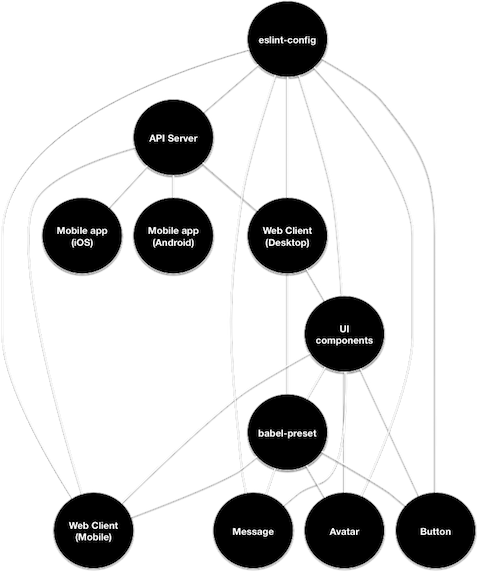 eslint-config
API Server
Mobile app
(iOS)
Mobile app
(Android)
Web Client
(Desktop)
UI
components
babel-preset
Web Client
(Mobile)
Message
Avatar
Button